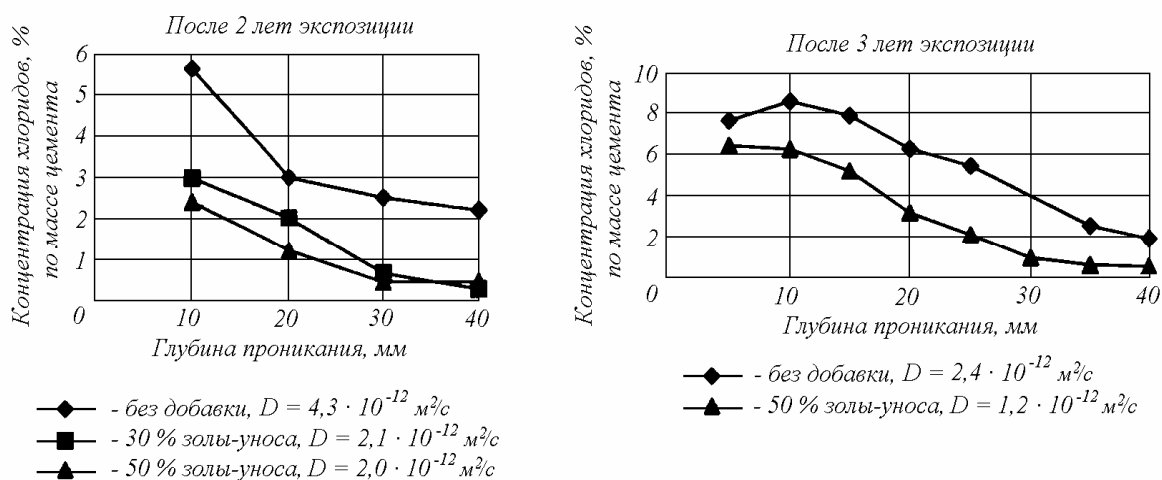 После 2 лет экспозиции
Концентрация хлоридов, %
по массе цемента
6
5
4
3
2
1
0
10
20
30
40
Глубина проникания, мм
- без добавки, D = 4,3 · 10⁻¹² м²/с
- 30 % золы-уноса, D = 2,1 · 10⁻¹² м²/с
- 50 % золы-уноса, D = 2,0 · 10⁻¹² м²/с
После 3 лет экспозиции
Концентрация хлоридов, %
по массе цемента
10
8
6
4
2
0
10
20
30
40
Глубина проникания, мм
- без добавки, D = 2,4 · 10⁻¹² м²/с
- 50 % золы-уноса, D = 1,2 · 10⁻¹² м²/с